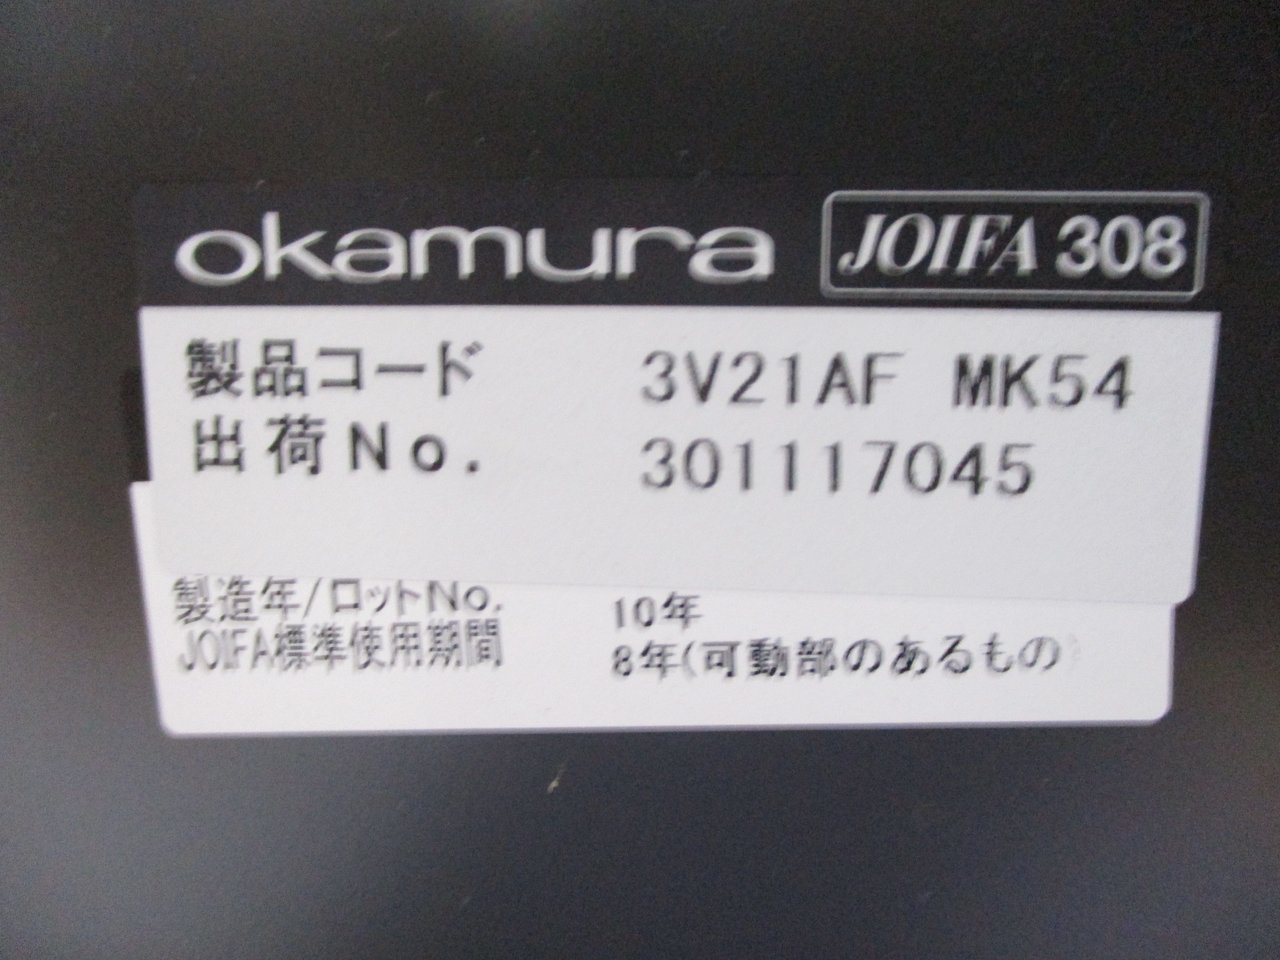 okamura JOIFA 308
製品コード 3V21AF MK54
出荷No. 301117045
製造年/ロットNo. 10年
JOIFA標準使用期間 8年(可動部のあるもの